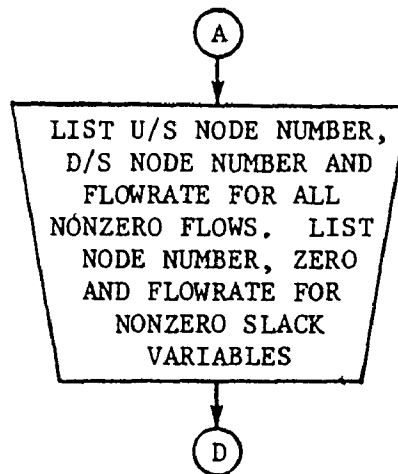 A
LIST U/S NODE NUMBER,
D/S NODE NUMBER AND
FLOWRATE FOR ALL
NONZERO FLOWS. LIST
NODE NUMBER, ZERO
AND FLOWRATE FOR
NONZERO SLACK
VARIABLES
D